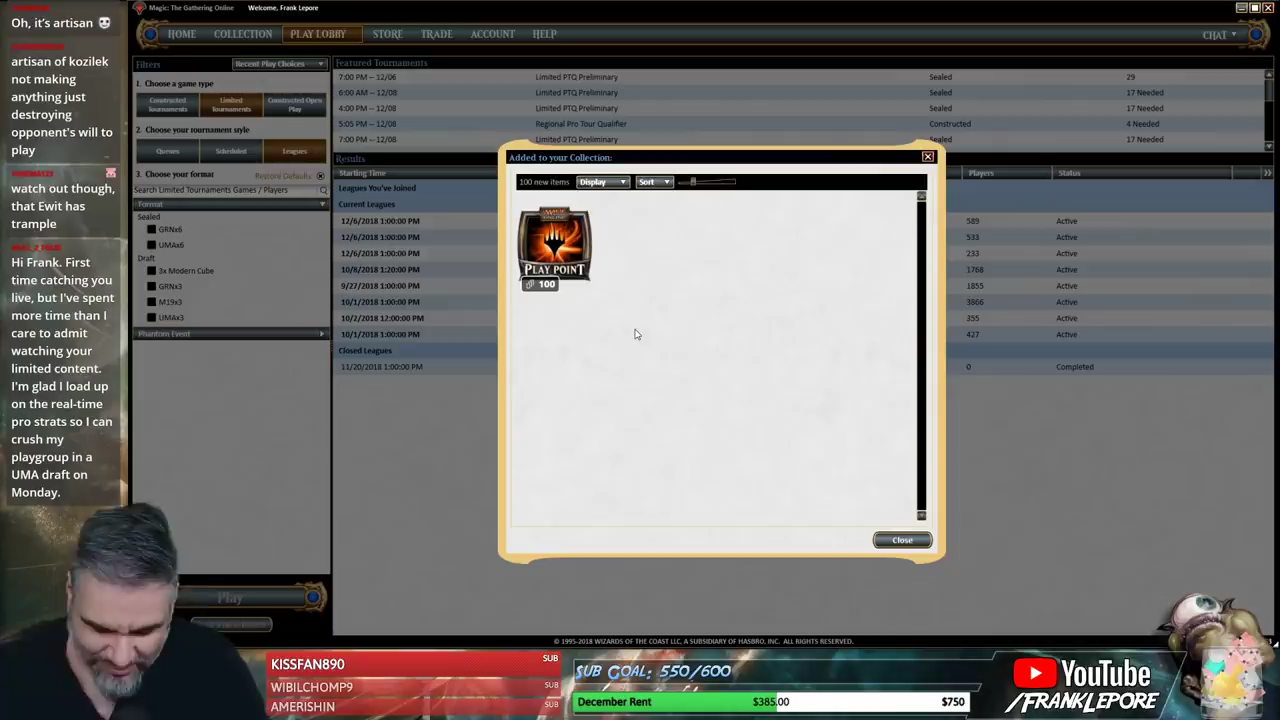 Oh, it's artisan
artisan of kozilek
not making
anything just
destroying
opponent's will to
play
watch out though,
that Ewit has
trample
Hi Frank. First
time catching you
live, but I've spent
more time than I
care to admit
watching your
limited content.
I'm glad I load up
on the real-time
pro strats so I can
crush my
playgroup in a
UMA draft on
Monday.
Magic: The Gathering Online
Welcome, Frank Lepore
HOME
COLLECTION
PLAY LOBBY
STORE
TRADE
ACCOUNT
HELP
CHAT
Filters
Recent Play Choices
1. Choose a game type
Constructed Tournaments
Limited Tournaments
Constructed Open Play
2. Choose your tournament style
Queues
Scheduled
Leagues
3. Choose your format
Restore Defaults
Search Limited Tournaments Games / Players
Format
Sealed
GRNx6
UMAx6
Draft
3x Modern Cube
GRNx3
M19x3
UMAx3
Phantom Event
Play
Featured Tournaments
7:00 PM -- 12/06 Limited PTQ Preliminary Sealed 29
6:00 AM -- 12/08 Limited PTQ Preliminary Sealed 17 Needed
4:00 PM -- 12/08 Limited PTQ Preliminary Sealed 17 Needed
5:05 PM -- 12/08 Regional Pro Tour Qualifier Constructed 4 Needed
7:00 PM -- 12/08 Limited PTQ Preliminary Sealed 17 Needed
Results
Starting Time Players Status
Leagues You've Joined
Current Leagues
12/6/2018 1:00:00 PM 589 Active
12/6/2018 1:00:00 PM 533 Active
12/6/2018 1:00:00 PM 233 Active
10/8/2018 1:20:00 PM 1768 Active
9/27/2018 1:00:00 PM 1855 Active
10/1/2018 1:00:00 PM 3866 Active
10/2/2018 12:00:00 PM 355 Active
10/1/2018 1:00:00 PM 427 Active
Closed Leagues
11/20/2018 1:00:00 PM 0 Completed
Added to your Collection:
100 new items
Display
Sort
PLAY POINT
100
Close
© 1995-2018 WIZARDS OF THE COAST LLC, A SUBSIDIARY OF HASBRO, INC. ALL RIGHTS RESERVED.
KISSFAN890 SUB
WIBILCHOMP9 SUB
AMERISHIN SUB
SUB GOAL: 550/600
December Rent $385.00 $750
YouTube
/FRANKLEPORE